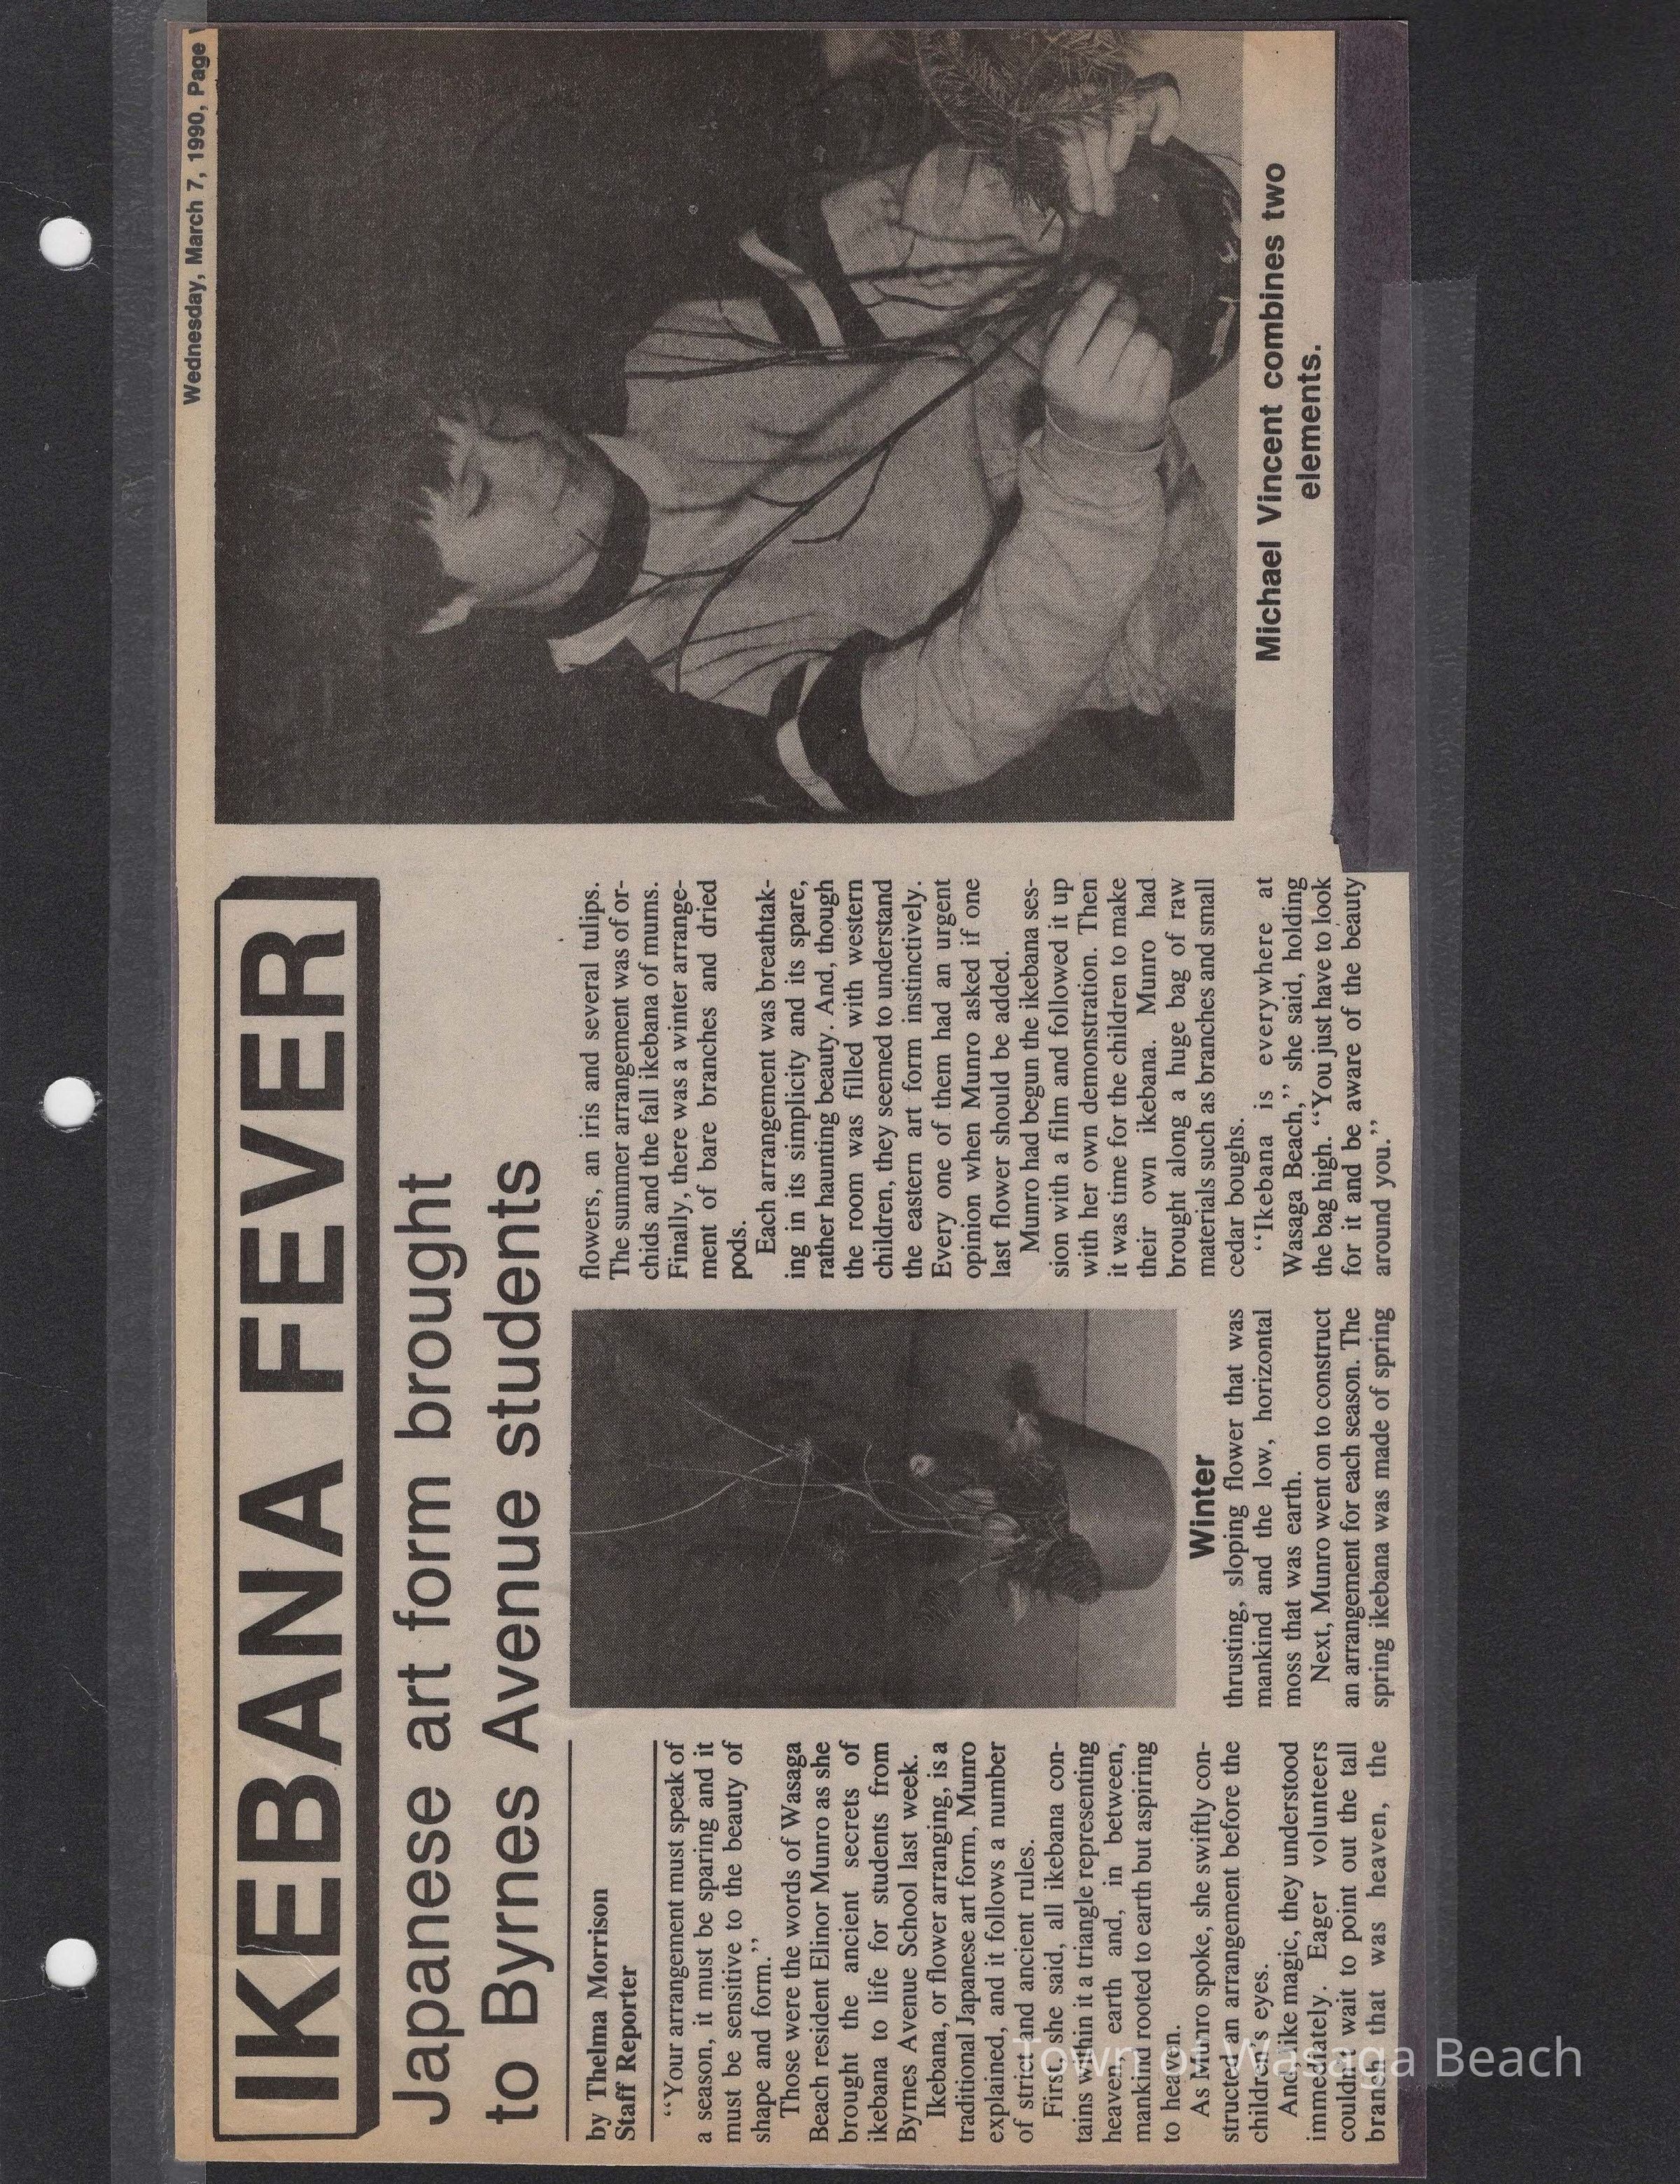 Wednesday, March 7, 1990, Page
IKEBANA FEVER
Japanese art form brought
to Byrnes Avenue students
by Thelma Morrison
Staff Reporter
“Your arrangement must speak of
a season, it must be sparing and it
must be sensitive to the beauty of
shape and form.”
Those were the words of Wasaga
Beach resident Elinor Munro as she
brought the ancient secrets of
ikebana to life for students from
Byrnes Avenue School last week.
Ikebana, or flower arranging, is a
traditional Japanese art form, Munro
explained, and it follows a number
of strict and ancient rules.
First, she said, all ikebana con-
tains within it a triangle representing
heaven, earth and, in between,
mankind rooted to earth but aspiring
to heaven.
As Munro spoke, she swiftly con-
structed an arrangement before the
children's eyes.
And like magic, they understood
immediately. Eager volunteers
couldn't wait to point out the tall
branch that was heaven, the
Winter
thrusting, sloping flower that was
mankind and the low, horizontal
moss that was earth.
Next, Munro went on to construct
an arrangement for each season. The
spring ikebana was made of spring
flowers, an iris and several tulips.
The summer arrangement was of or-
chids and the fall ikebana of mums.
Finally, there was a winter arrange-
ment of bare branches and dried
pods.
Each arrangement was breathtak-
ing in its simplicity and its spare,
rather haunting beauty. And, though
the room was filled with western
children, they seemed to understand
the eastern art form instinctively.
Every one of them had an urgent
opinion when Munro asked if one
last flower should be added.
Munro had begun the ikebana ses-
sion with a film and followed it up
with her own demonstration. Then
it was time for the children to make
their own ikebana. Munro had
brought along a huge bag of raw
materials such as branches and small
cedar boughs.
“Ikebana is everywhere at
Wasaga Beach,” she said, holding
the bag high. “You just have to look
for it and be aware of the beauty
around you.”
Michael Vincent combines two
elements.
Town of Wasaga Beach